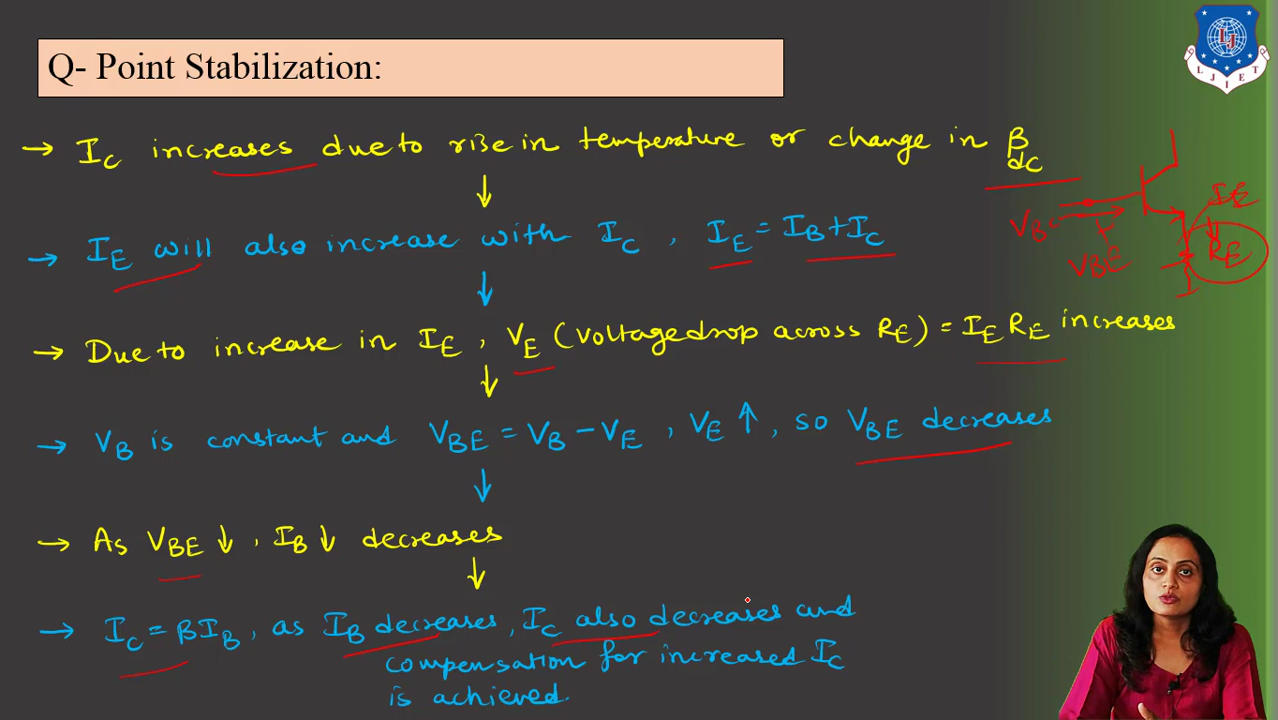 LJ
LJIET
Q- Point Stabilization:
→ IC increases due to rise in temperature or change in βdc
↓
→ IE will also increase with IC, IE = IB + IC
↓
→ Due to increase in IE, VE (voltage drop across RE) = IE RE increases
↓
→ VB is constant and VBE = VB - VE, VE ↑, so VBE decreases
↓
→ As VBE ↓, IB ↓ decreases
↓
→ IC = βIB, as IB decreases, IC also decreases and
compensation for increased IC
is achieved.
IE
RE
VBE